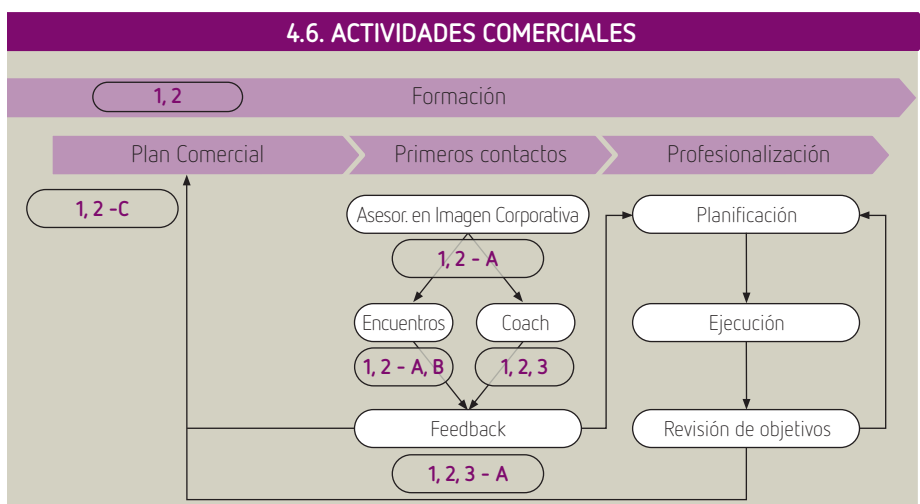 4.6. ACTIVIDADES COMERCIALES
1, 2
Formación
Plan Comercial
Primeros contactos
Profesionalización
1, 2 -C
Asesor. en Imagen Corporativa
Planificación
1, 2 - A
Encuentros
Coach
Ejecución
1, 2 - A, B
1, 2, 3
Feedback
Revisión de objetivos
1, 2, 3 - A